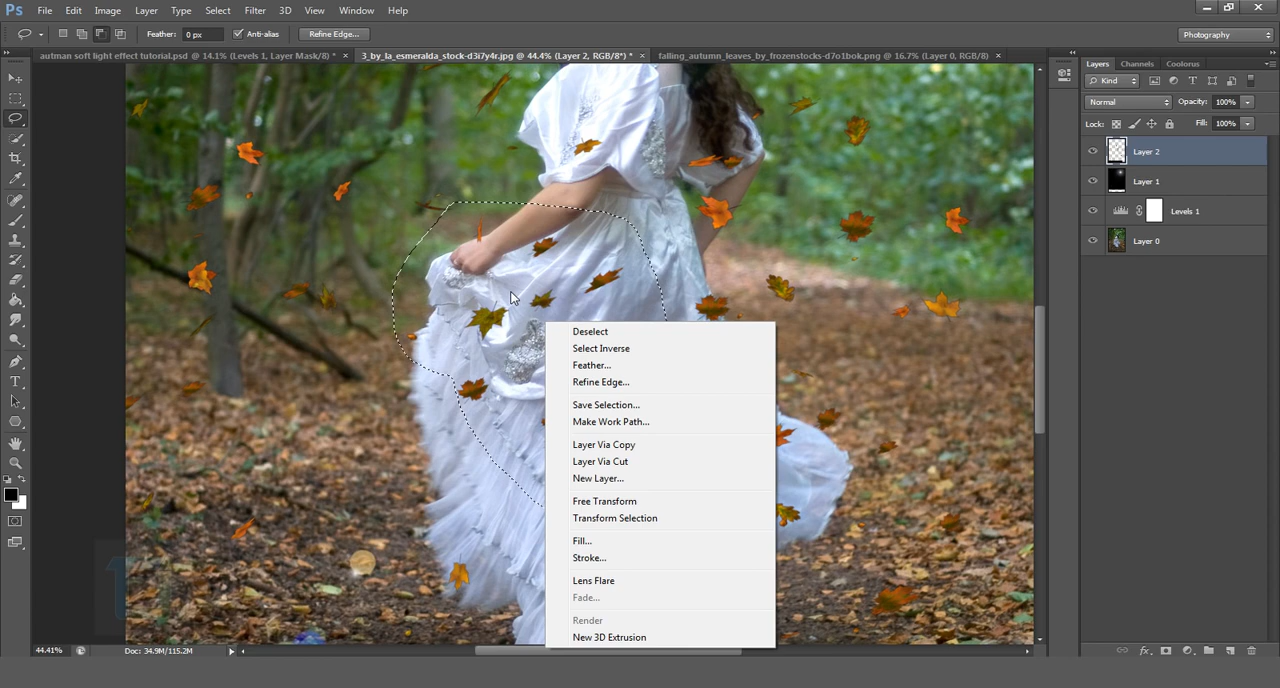 Ps File Edit Image Layer Type Select Filter 3D View Window Help
Feather: 0 px Anti-alias Refine Edge... Photography
autman soft light effect tutorial.psd @ 14.1% (Levels 1, Layer Mask/8) * × 3_by_la_esmeralda_stock-d3i7y4r.jpg @ 44.4% (Layer 2, RGB/8*) * × falling_autumn_leaves_by_frozenstocks-d7o1bok.png @ 16.7% (Layer 0, RGB/8) ×
Layers Channels Coolorus
Kind
Normal Opacity: 100%
Lock: Fill: 100%
Layer 2
Layer 1
Levels 1
Layer 0
Deselect
Select Inverse
Feather...
Refine Edge...
Save Selection...
Make Work Path...
Layer Via Copy
Layer Via Cut
New Layer...
Free Transform
Transform Selection
Fill...
Stroke...
Lens Flare
Fade...
Render
New 3D Extrusion
44.41% Doc: 34.9M/115.2M